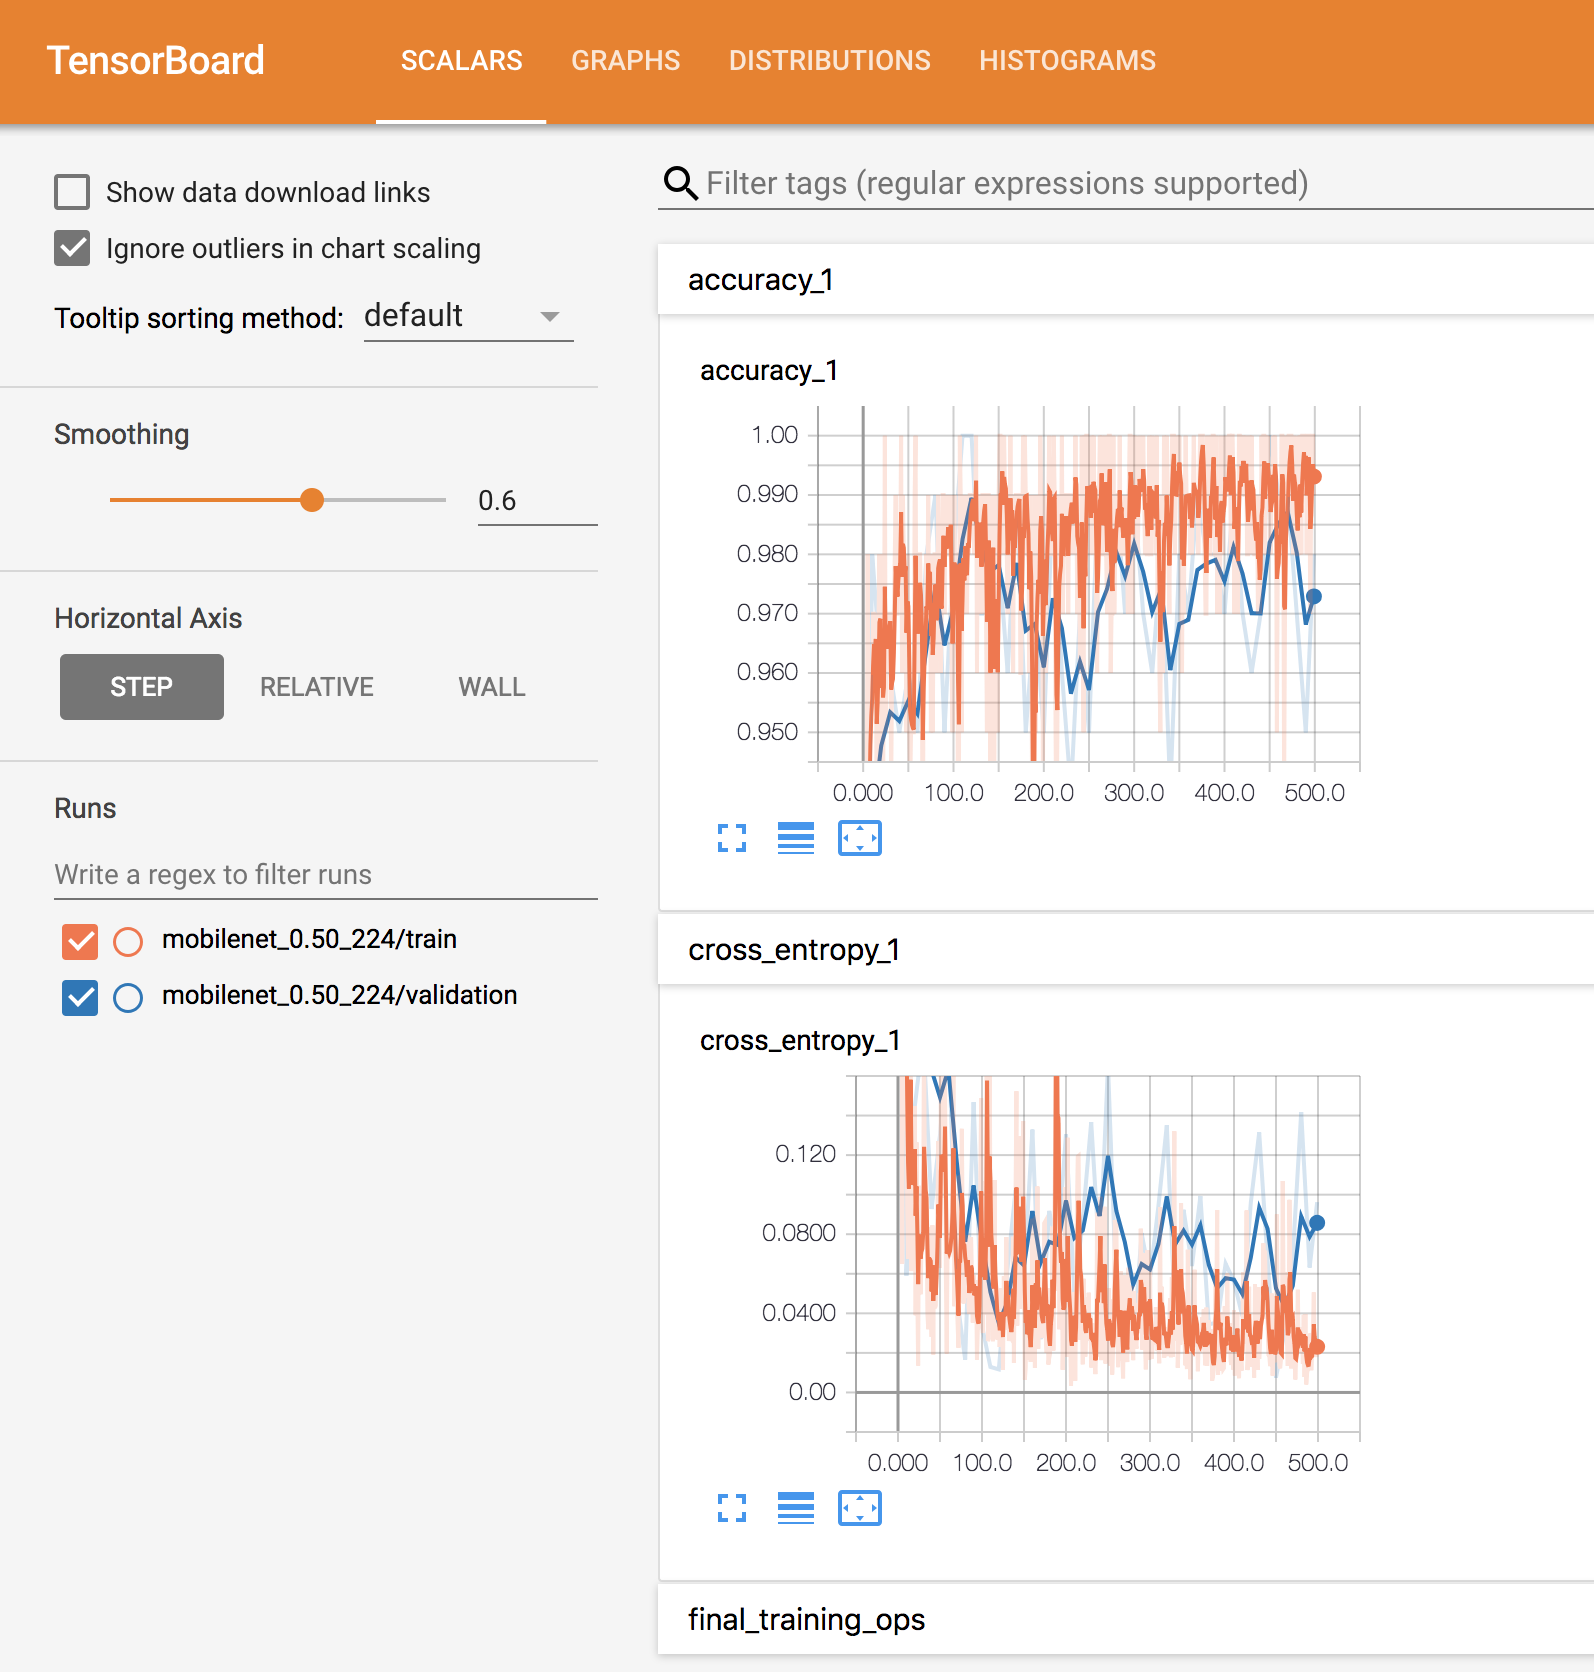 TensorBoard SCALARS GRAPHS DISTRIBUTIONS HISTOGRAMS
Show data download links
Ignore outliers in chart scaling
Tooltip sorting method: default
Smoothing
0.6
Horizontal Axis
STEP RELATIVE WALL
Runs
Write a regex to filter runs
mobilenet_0.50_224/train
mobilenet_0.50_224/validation
Filter tags (regular expressions supported)
accuracy_1
accuracy_1
1.00
0.990
0.980
0.970
0.960
0.950
0.000 100.0 200.0 300.0 400.0 500.0
cross_entropy_1
cross_entropy_1
0.120
0.0800
0.0400
0.00
0.000 100.0 200.0 300.0 400.0 500.0
final_training_ops